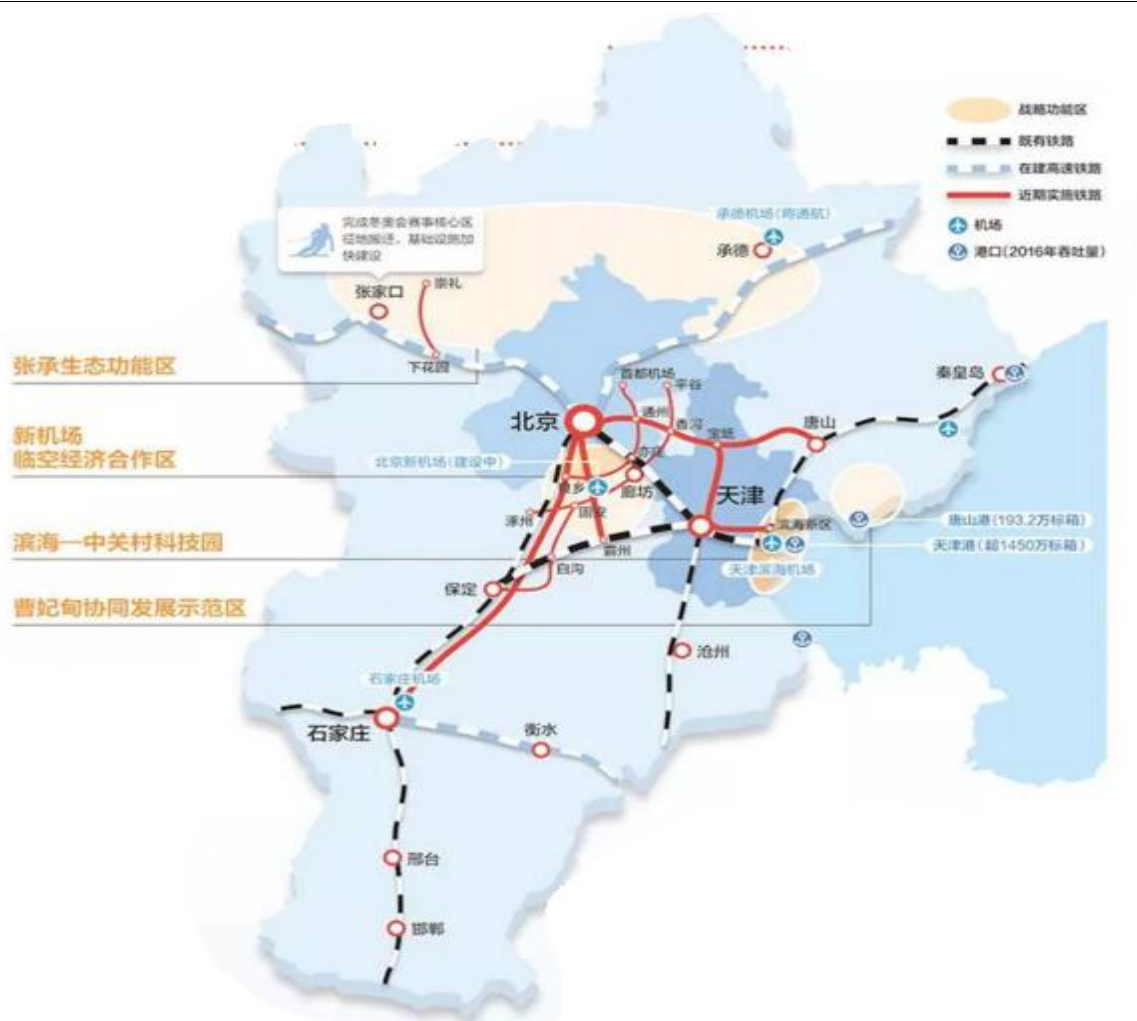 战略功能区
既有铁路
在建高速铁路
近期实施铁路
机场
港口(2016年吞吐量)
完成冬奥会赛事核心区
征地搬迁，基础设施加
快建设
承德机场(将通航)
承德
张家口
崇礼
下花园
张承生态功能区
秦皇岛
首都机场
平谷
北京
通州
香河
宝坻
唐山
新机场
临空经济合作区
北京新机场(建设中)
亦庄
良乡
廊坊
天津
固安
涿州
滨海新区
唐山港(193.2万标箱)
滨海—中关村科技园
霸州
天津港(超1450万标箱)
白沟
天津滨海机场
保定
曹妃甸协同发展示范区
沧州
石家庄机场
石家庄
衡水
邢台
邯郸